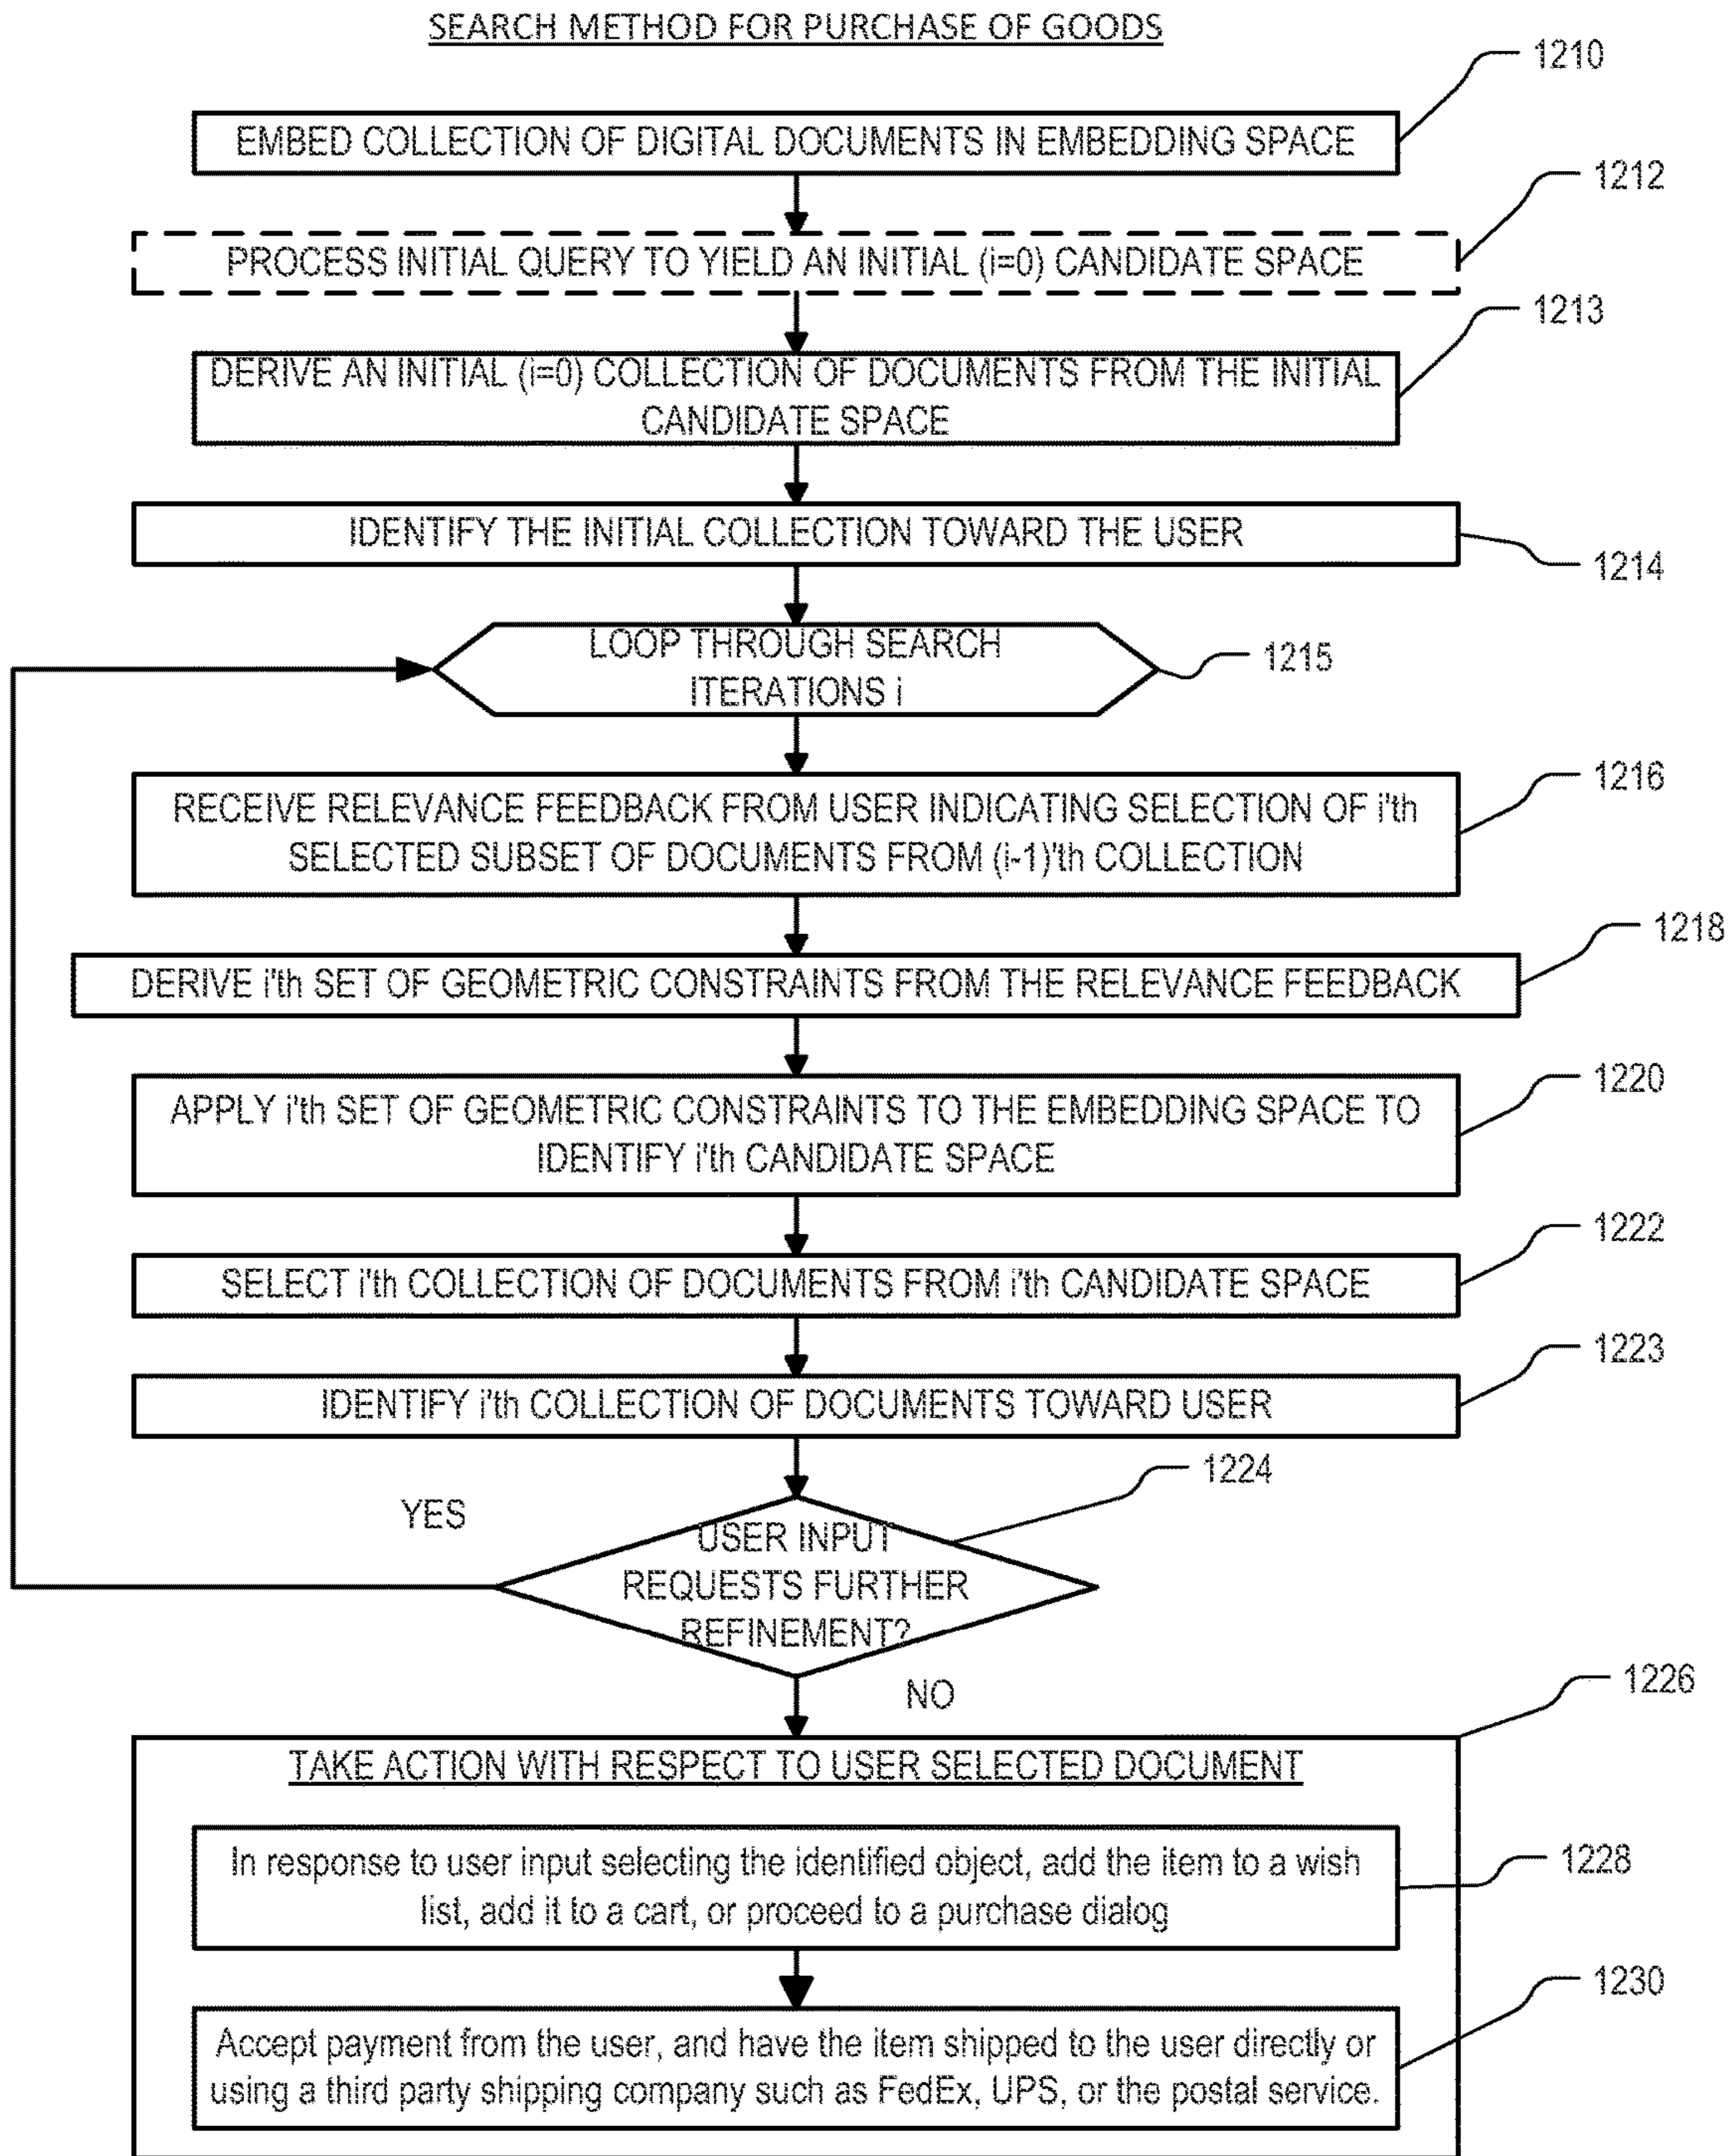 SEARCH METHOD FOR PURCHASE OF GOODS
1210
EMBED COLLECTION OF DIGITAL DOCUMENTS IN EMBEDDING SPACE
1212
PROCESS INITIAL QUERY TO YIELD AN INITIAL (i=0) CANDIDATE SPACE
1213
DERIVE AN INITIAL (i=0) COLLECTION OF DOCUMENTS FROM THE INITIAL
CANDIDATE SPACE
IDENTIFY THE INITIAL COLLECTION TOWARD THE USER
1214
LOOP THROUGH SEARCH
ITERATIONS i
1215
1216
RECEIVE RELEVANCE FEEDBACK FROM USER INDICATING SELECTION OF i'th
SELECTED SUBSET OF DOCUMENTS FROM (i-1)'th COLLECTION
1218
DERIVE i'th SET OF GEOMETRIC CONSTRAINTS FROM THE RELEVANCE FEEDBACK
1220
APPLY i'th SET OF GEOMETRIC CONSTRAINTS TO THE EMBEDDING SPACE TO
IDENTIFY i'th CANDIDATE SPACE
1222
SELECT i'th COLLECTION OF DOCUMENTS FROM i'th CANDIDATE SPACE
1223
IDENTIFY i'th COLLECTION OF DOCUMENTS TOWARD USER
1224
YES
USER INPUT
REQUESTS FURTHER
REFINEMENT?
NO
1226
TAKE ACTION WITH RESPECT TO USER SELECTED DOCUMENT
In response to user input selecting the identified object, add the item to a wish
list, add it to a cart, or proceed to a purchase dialog
1228
1230
Accept payment from the user, and have the item shipped to the user directly or
using a third party shipping company such as FedEx, UPS, or the postal service.